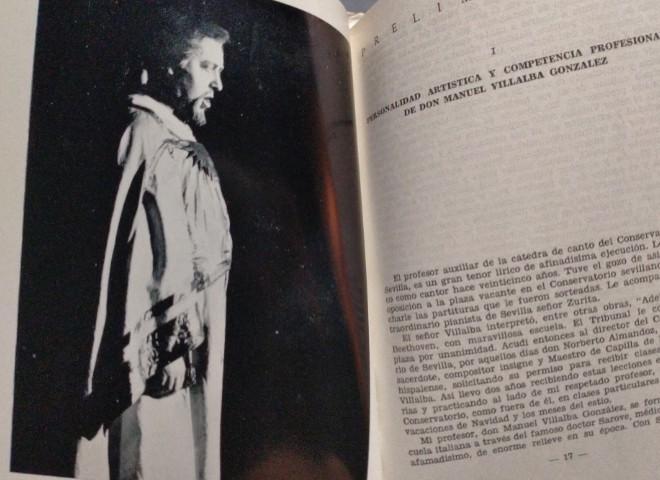 PRELIM
I
PERSONALIDAD ARTISTICA Y COMPETENCIA PROFESIONA
DE DON MANUEL VILLALBA GONZALEZ
El profesor auxiliar de la cátedra de canto del Conserva
Sevilla, es un gran tenor lírico de afinadísima ejecución. Le
to como cantor hace veinticinco años. Tuve el gozo de asis
oposición a la plaza vacante en el Conservatorio sevillano
charle las partituras que le fueron sorteadas. Le acompa
traordinario pianista de Sevilla señor Zurita.
El señor Villalba interpretó, entre otras obras, "Ade
Beethoven, con maravillosa escuela. El Tribunal le co
plaza por unanimidad. Acudí entonces al director del C
rio de Sevilla, por aquellos días don Norberto Almandoz,
sacerdote, compositor insigne y Maestro de Capilla de
hispalense, solicitando su permiso para recibir clases
Villalba. Así llevo dos años recibiendo estas lecciones
rias y practicando al lado de mi respetado profesor,
Conservatorio, como fuera de él, en clases particulares
vacaciones de Navidad y los meses del estío.
Mi profesor, don Manuel Villalba González, se form
cuela italiana a través del famoso doctor Sarove, médic
afamadísimo, de enorme relieve en su época. Con S
— 17 —